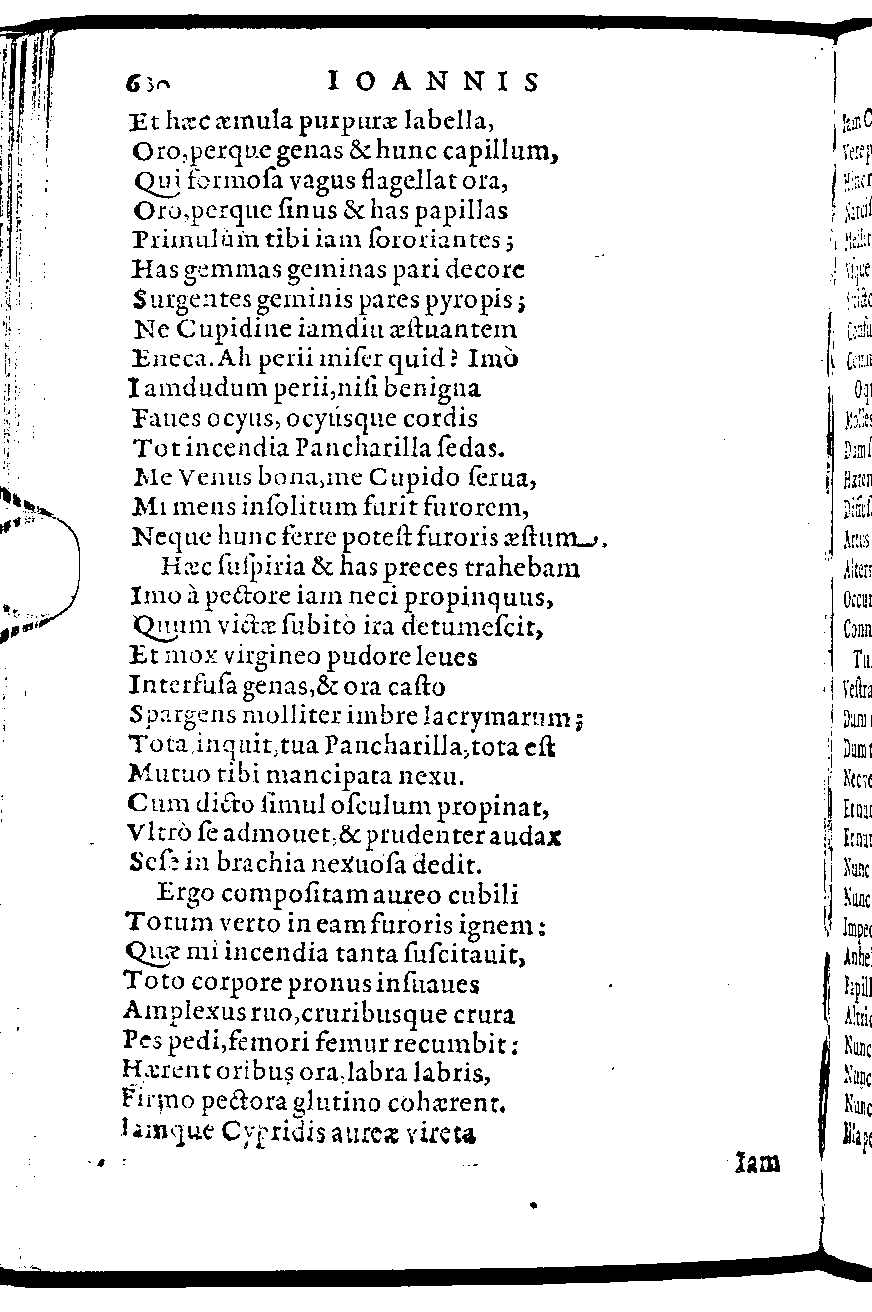 630 IOANNIS
Et hæc æmula purpuræ labella,
Oro, perque genas & hunc capillum,
Qui formoſa vagus flagellat ora,
Oro, perque ſinus & has papillas
Primulùm tibi iam ſororiantes;
Has gemmas geminas pari decore
Surgentes geminis pares pyropis;
Ne Cupidine iamdiu æſtuantem
Eneca. Ah perii miſer quid? Imò
Iamdudum perii, niſi benigna
Faues ocyus, ocyúsque cordis
Tot incendia Pancharilla ſedas.
Me Venus bona, me Cupido ſerua,
Mi mens inſolitum furit furorem,
Neque hunc ferre poteſt furoris æſtum.
Hæc ſuſpiria & has preces trahebam
Imo à pectore iam neci propinquus,
Quum victæ ſubitò ira detumeſcit,
Et mox virgineo pudore leues
Interfuſa genas, & ora caſto
Spargens molliter imbre lacrymarum;
Tota, inquit, tua Pancharilla, tota eſt
Mutuo tibi mancipata nexu.
Cum dicto ſimul oſculum propinat,
Vltrò ſe admouet, & prudenter audax
Seſe in brachia nexuoſa dedit.
Ergo compoſitam aureo cubili
Totum verto in eam furoris ignem:
Quæ mi incendia tanta ſuſcitauit,
Toto corpore pronus inſuaues
Amplexus ruo, cruribusque crura
Pes pedi, femori femur recumbit:
Hærent oribus ora, labra labris,
Firmo pectora glutino cohærent.
Iamque Cypridis aureæ vireta
Iam